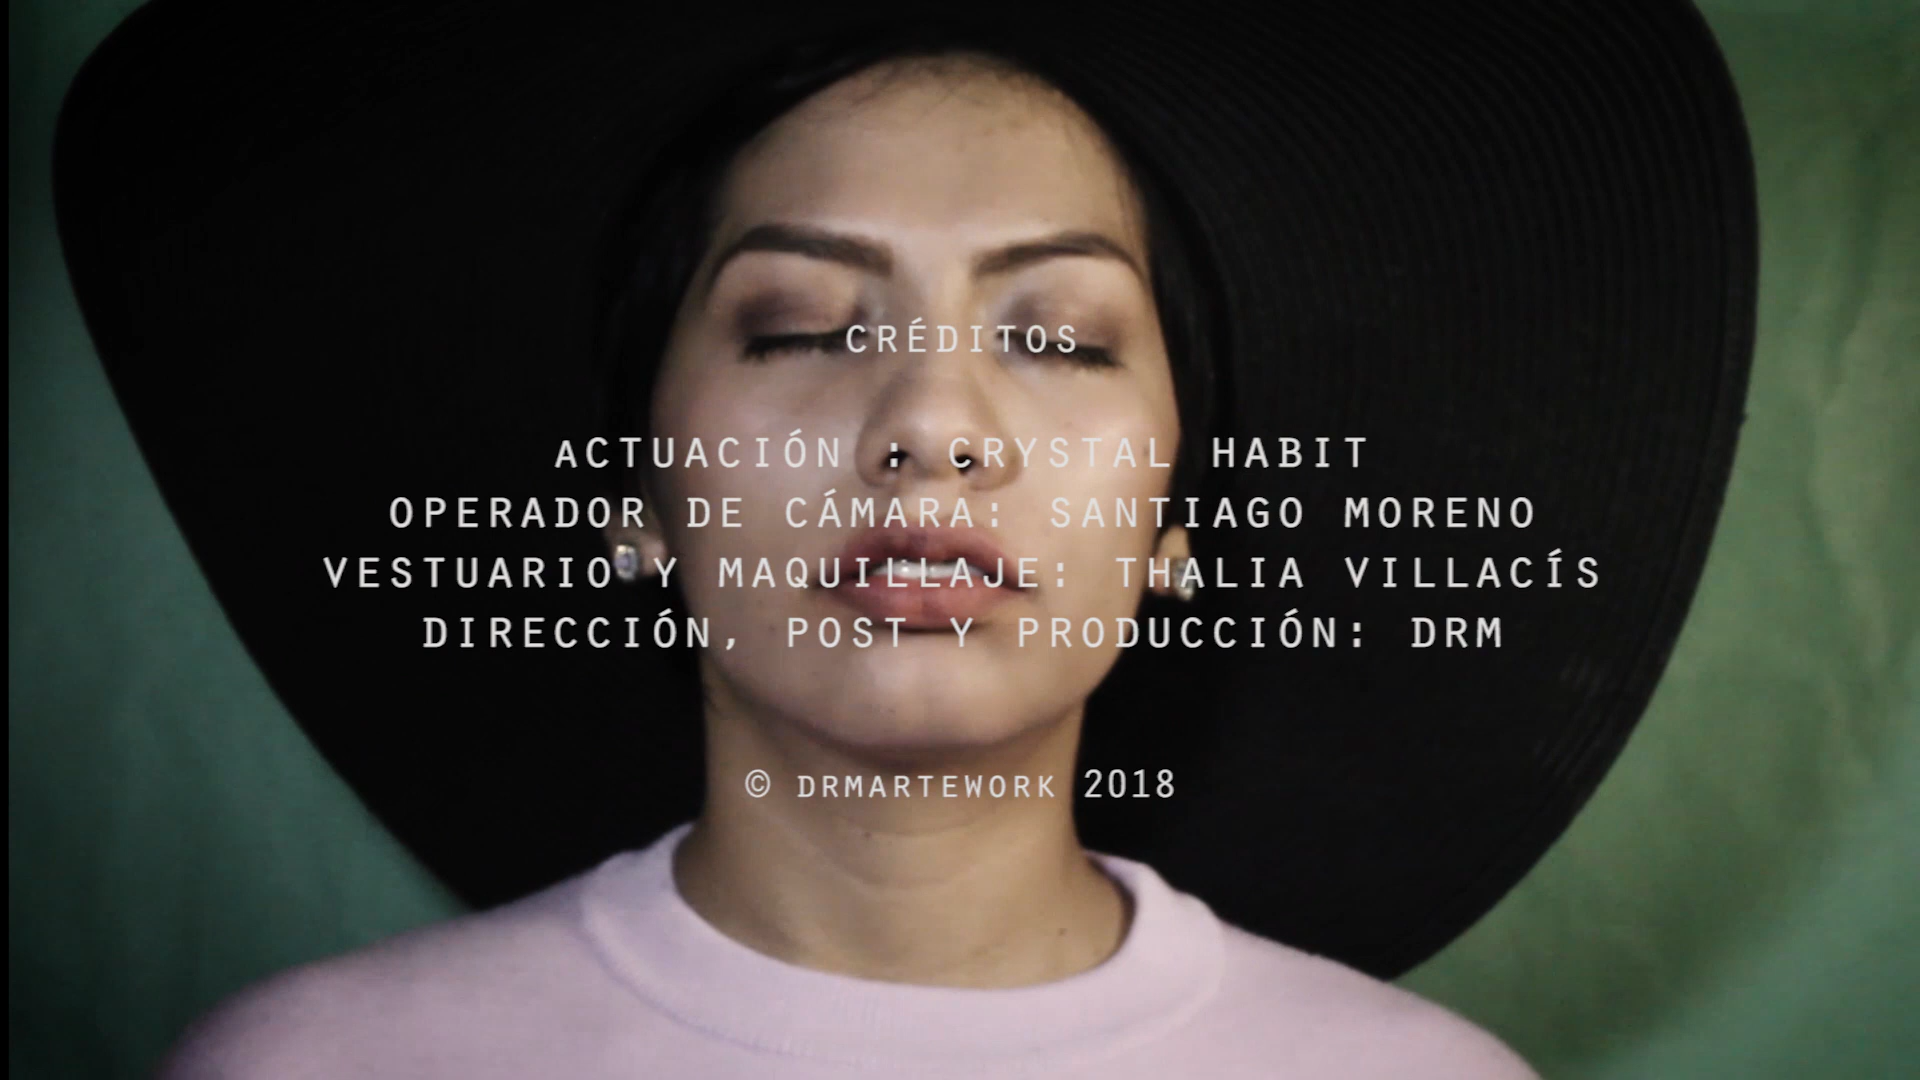 CRÉDITOS
ACTUACIÓN : CRYSTAL HABIT
OPERADOR DE CÁMARA: SANTIAGO MORENO
VESTUARIO Y MAQUILLAJE: THALIA VILLACÍS
DIRECCIÓN, POST Y PRODUCCIÓN: DRM
© DRMARTEWORK 2018